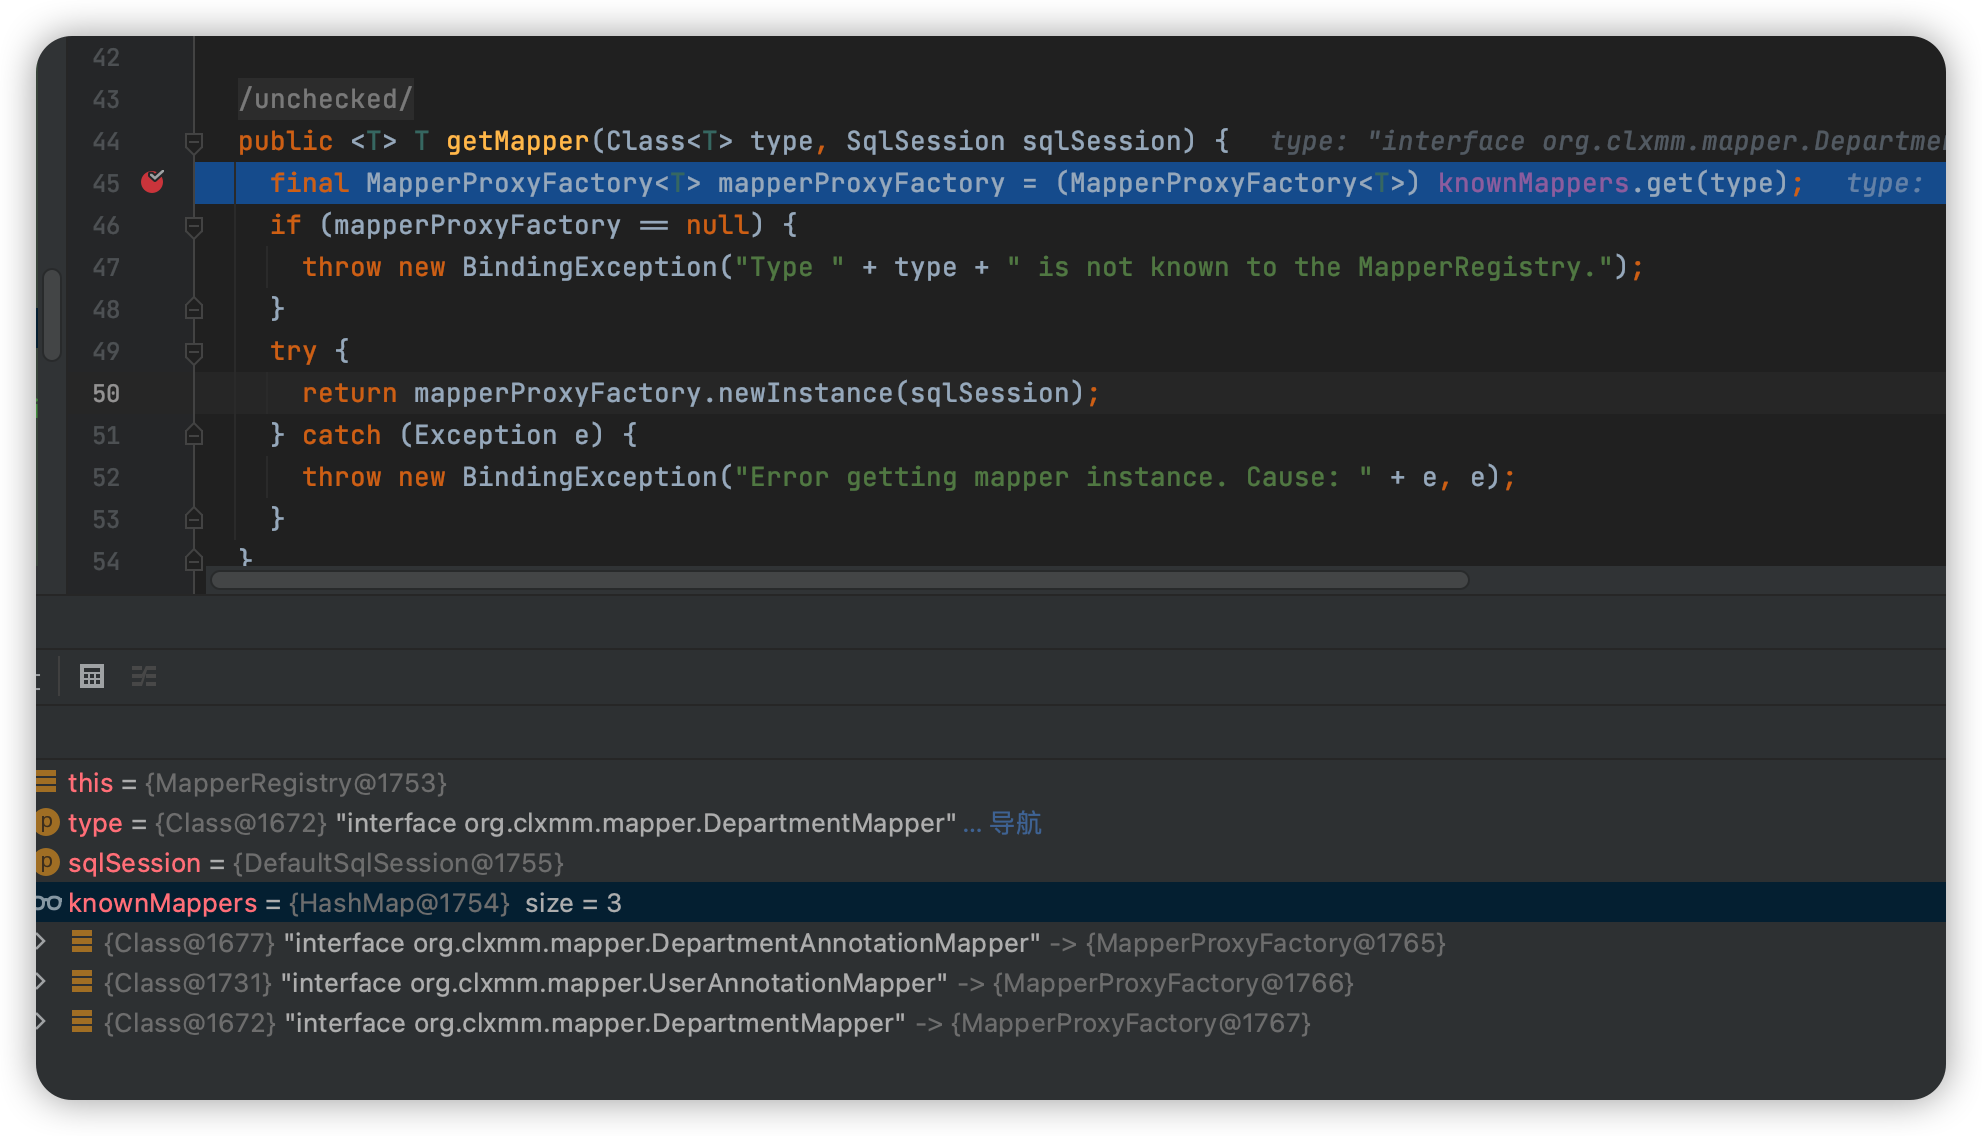 42
43 /unchecked/
44 public <T> T getMapper(Class<T> type, SqlSession sqlSession) { type: "interface org.clxmm.mapper.Departme
45 final MapperProxyFactory<T> mapperProxyFactory = (MapperProxyFactory<T>) knownMappers.get(type); type:
46 if (mapperProxyFactory == null) {
47 throw new BindingException("Type " + type + " is not known to the MapperRegistry.");
48 }
49 try {
50 return mapperProxyFactory.newInstance(sqlSession);
51 } catch (Exception e) {
52 throw new BindingException("Error getting mapper instance. Cause: " + e, e);
53 }
54 }
this = {MapperRegistry@1753}
p type = {Class@1672} "interface org.clxmm.mapper.DepartmentMapper" ... 导航
p sqlSession = {DefaultSqlSession@1755}
knownMappers = {HashMap@1754} size = 3
{Class@1677} "interface org.clxmm.mapper.DepartmentAnnotationMapper" -> {MapperProxyFactory@1765}
{Class@1731} "interface org.clxmm.mapper.UserAnnotationMapper" -> {MapperProxyFactory@1766}
{Class@1672} "interface org.clxmm.mapper.DepartmentMapper" -> {MapperProxyFactory@1767}